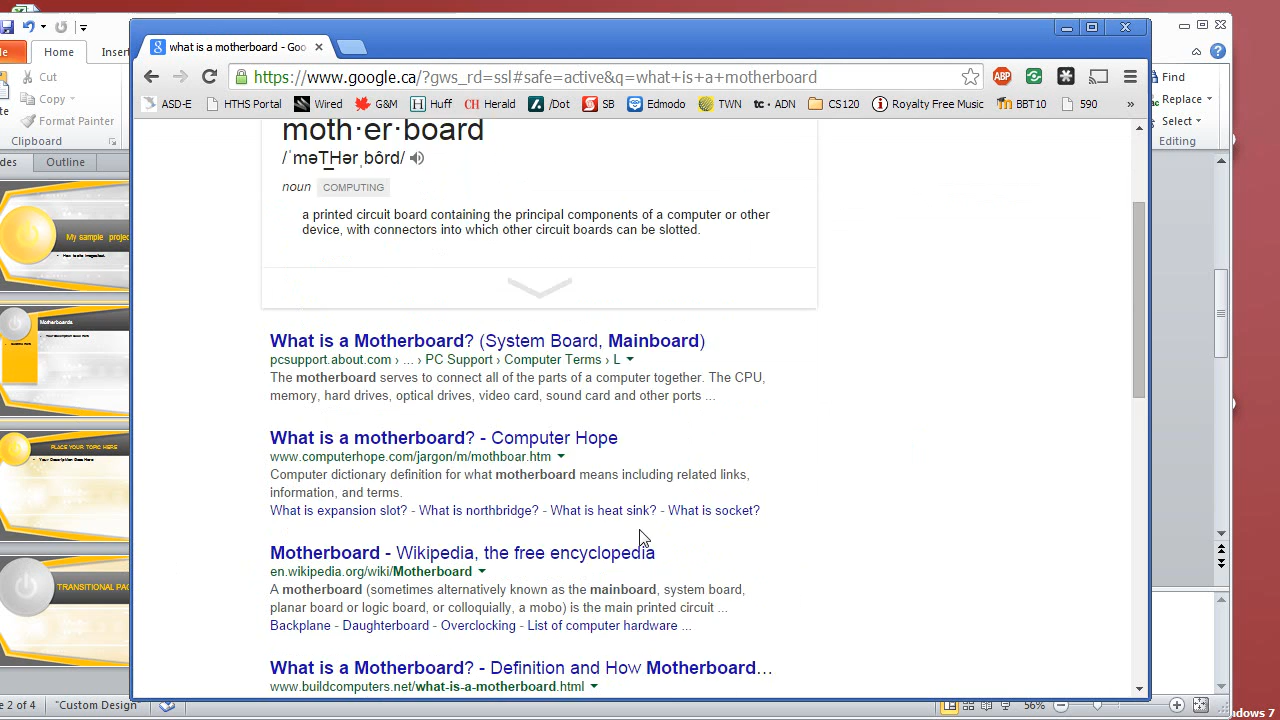 what is a motherboard - Goo
Home
Insert
https://www.google.ca/?gws_rd=ssl#safe=active&q=what+is+a+motherboard
Cut
Find
ASD-E
HTHS Portal
Wired
G&M
Huff
CH Herald
/Dot
SB
Edmodo
TWN
tc • ADN
CS120
Royalty Free Music
BBT10
590
»
Copy
Replace
Format Painter
Select
Clipboard
Editing
Outline
moth·er·board
/ˈməT͟Hərˌbôrd/
noun COMPUTING
a printed circuit board containing the principal components of a computer or other
device, with connectors into which other circuit boards can be slotted.
My sample projec
Motherboards
PLACE YOUR TOPIC HERE
Your Description Goes Here
TRANSITIONAL PAG
What is a Motherboard? (System Board, Mainboard)
pcsupport.about.com › ... › PC Support › Computer Terms › L
The motherboard serves to connect all of the parts of a computer together. The CPU,
memory, hard drives, optical drives, video card, sound card and other ports ...
What is a motherboard? - Computer Hope
www.computerhope.com/jargon/m/mothboar.htm
Computer dictionary definition for what motherboard means including related links,
information, and terms.
What is expansion slot? - What is northbridge? - What is heat sink? - What is socket?
Motherboard - Wikipedia, the free encyclopedia
en.wikipedia.org/wiki/Motherboard
A motherboard (sometimes alternatively known as the mainboard, system board,
planar board or logic board, or colloquially, a mobo) is the main printed circuit ...
Backplane - Daughterboard - Overclocking - List of computer hardware ...
What is a Motherboard? - Definition and How Motherboard...
www.buildcomputers.net/what-is-a-motherboard.html
e 2 of 4
"Custom Design"
56%
ndows 7